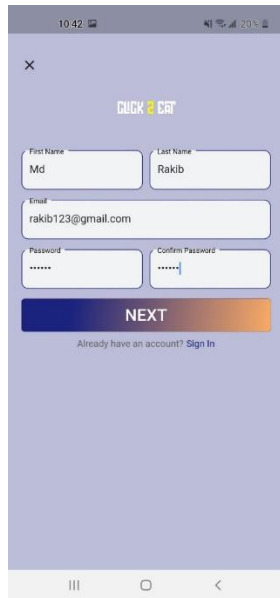 10:42 20%
×
CLICK 2 EAT
First Name Last Name
Md Rakib
Email
rakib123@gmail.com
Password Confirm Password
•••••• ••••••
NEXT
Already have an account? Sign In